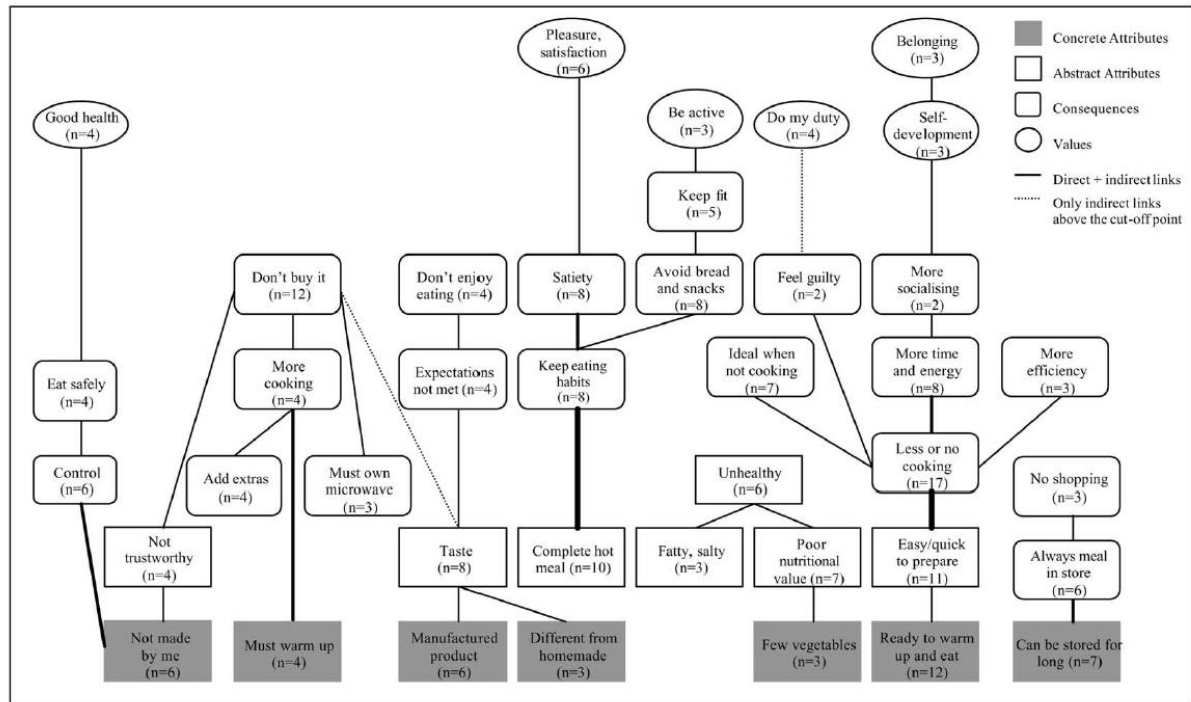 Pleasure,
satisfaction
(n=6)
Belonging
(n=3)
Concrete Attributes
Abstract Attributes
Consequences
Values
Direct + indirect links
Only indirect links
above the cut-off point
Good health
(n=4)
Be active
(n=3)
Do my duty
(n=4)
Self-
development
(n=3)
Keep fit
(n=5)
Don't buy it
(n=12)
Don't enjoy
eating (n=4)
Satiety
(n=8)
Avoid bread
and snacks
(n=8)
Feel guilty
(n=2)
More
socialising
(n=2)
Eat safely
(n=4)
More
cooking
(n=4)
Expectations
not met (n=4)
Keep eating
habits
(n=8)
Ideal when
not cooking
(n=7)
More time
and energy
(n=8)
More
efficiency
(n=3)
Control
(n=6)
Add extras
(n=4)
Must own
microwave
(n=3)
Unhealthy
(n=6)
Less or no
cooking
(n=17)
No shopping
(n=3)
Not
trustworthy
(n=4)
Taste
(n=8)
Complete hot
meal (n=10)
Fatty, salty
(n=3)
Poor
nutritional
value (n=7)
Easy/quick
to prepare
(n=11)
Always meal
in store
(n=6)
Not made
by me
(n=6)
Must warm up
(n=4)
Manufactured
product
(n=6)
Different from
homemade
(n=3)
Few vegetables
(n=3)
Ready to warm
up and eat
(n=12)
Can be stored for
long (n=7)